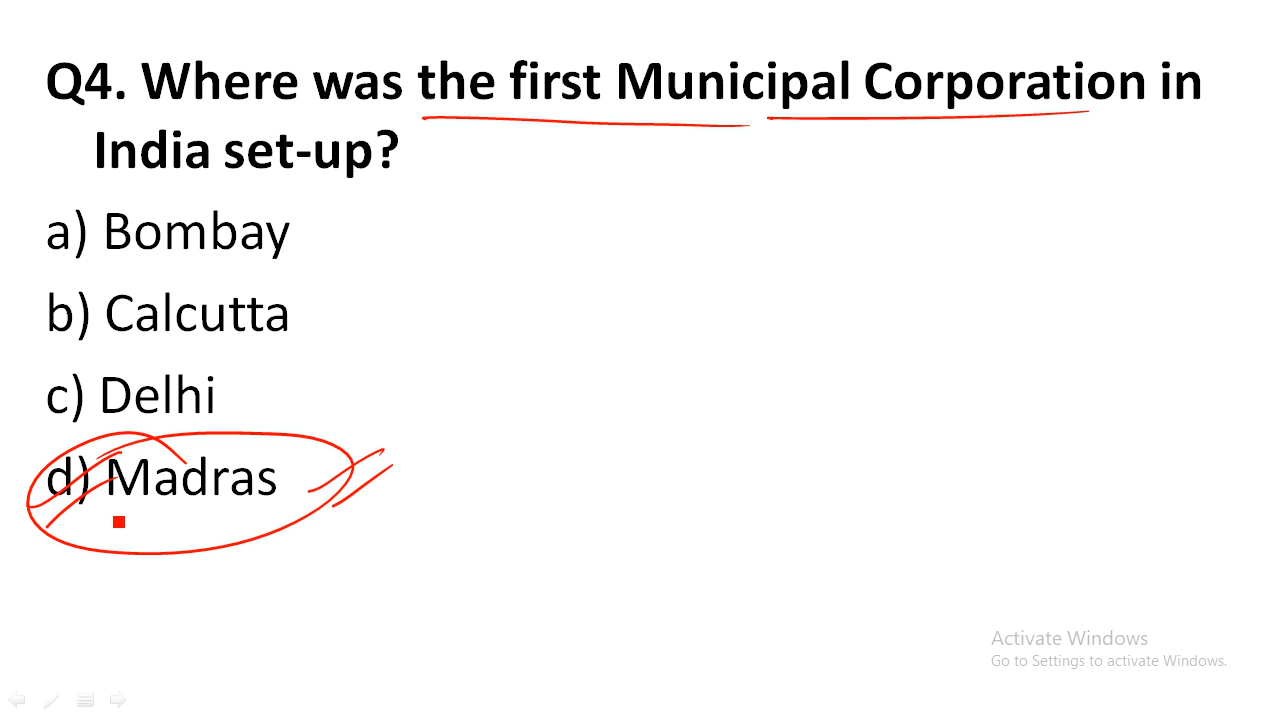 Q4. Where was the first Municipal Corporation in
India set-up?
a) Bombay
b) Calcutta
c) Delhi
d) Madras
Activate Windows
Go to Settings to activate Windows.